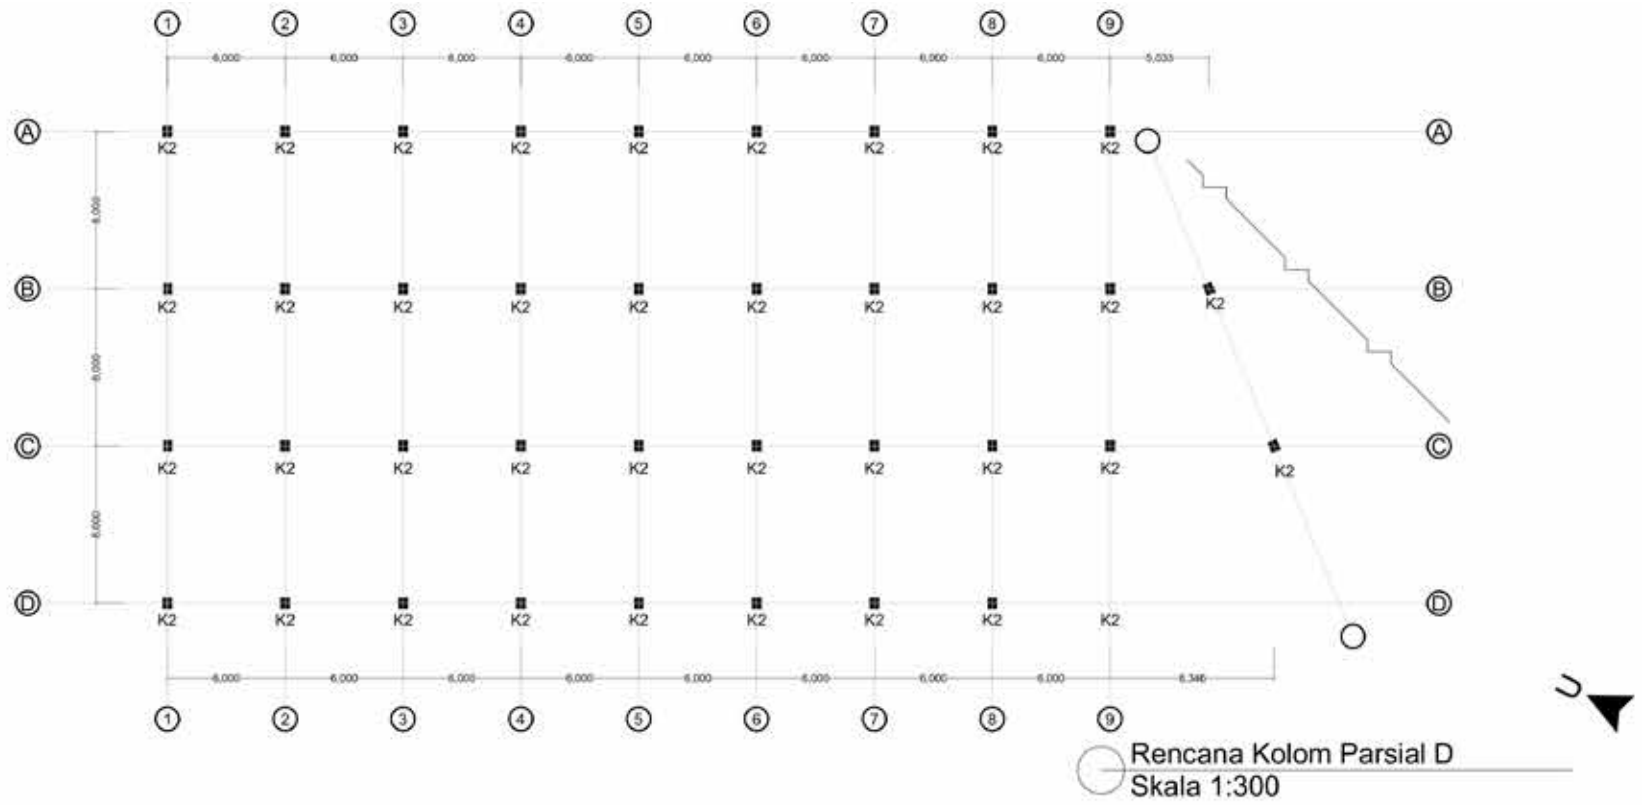 1 2 3 4 5 6 7 8 9
6,000 6,000 6,000 6,000 6,000 6,000 6,000 6,000 5,033
A A
K2 K2 K2 K2 K2 K2 K2 K2 K2
8,000
B B
K2 K2 K2 K2 K2 K2 K2 K2 K2 K2
8,000
C C
K2 K2 K2 K2 K2 K2 K2 K2 K2 K2
8,000
D D
K2 K2 K2 K2 K2 K2 K2 K2 K2
6,000 6,000 6,000 6,000 6,000 6,000 6,000 6,000 8,346
1 2 3 4 5 6 7 8 9
U
Rencana Kolom Parsial D
Skala 1:300